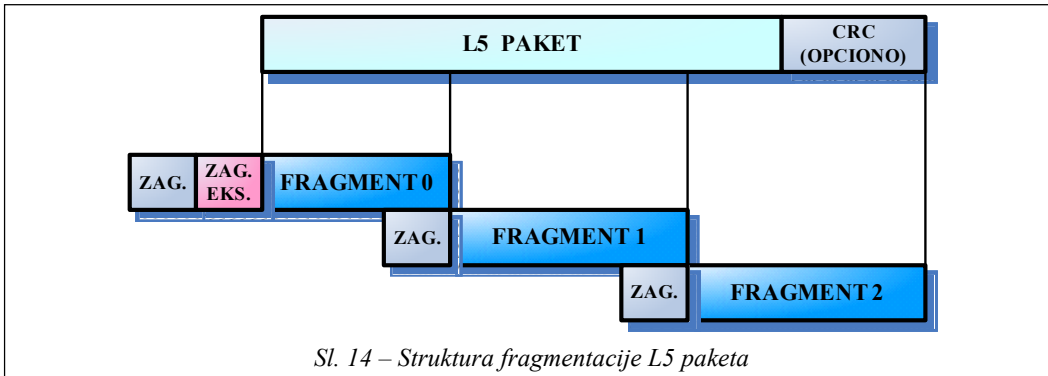 L5 PAKET
CRC
(OPCIONO)
ZAG.
ZAG.
EKS.
FRAGMENT 0
ZAG.
FRAGMENT 1
ZAG.
FRAGMENT 2
Sl. 14 – Struktura fragmentacije L5 paketa